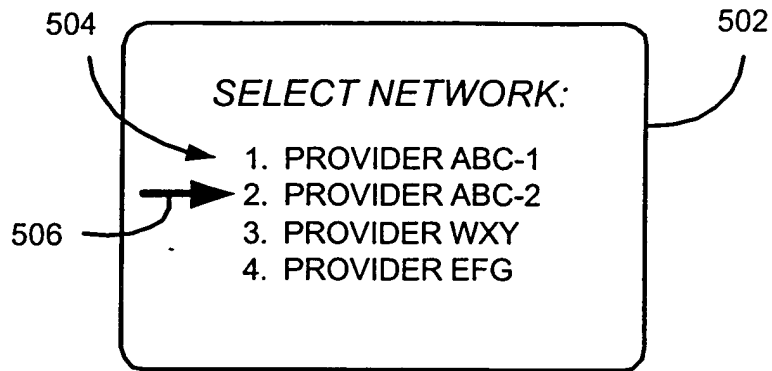 504
502
SELECT NETWORK:
1. PROVIDER ABC-1
2. PROVIDER ABC-2
506
3. PROVIDER WXY
4. PROVIDER EFG